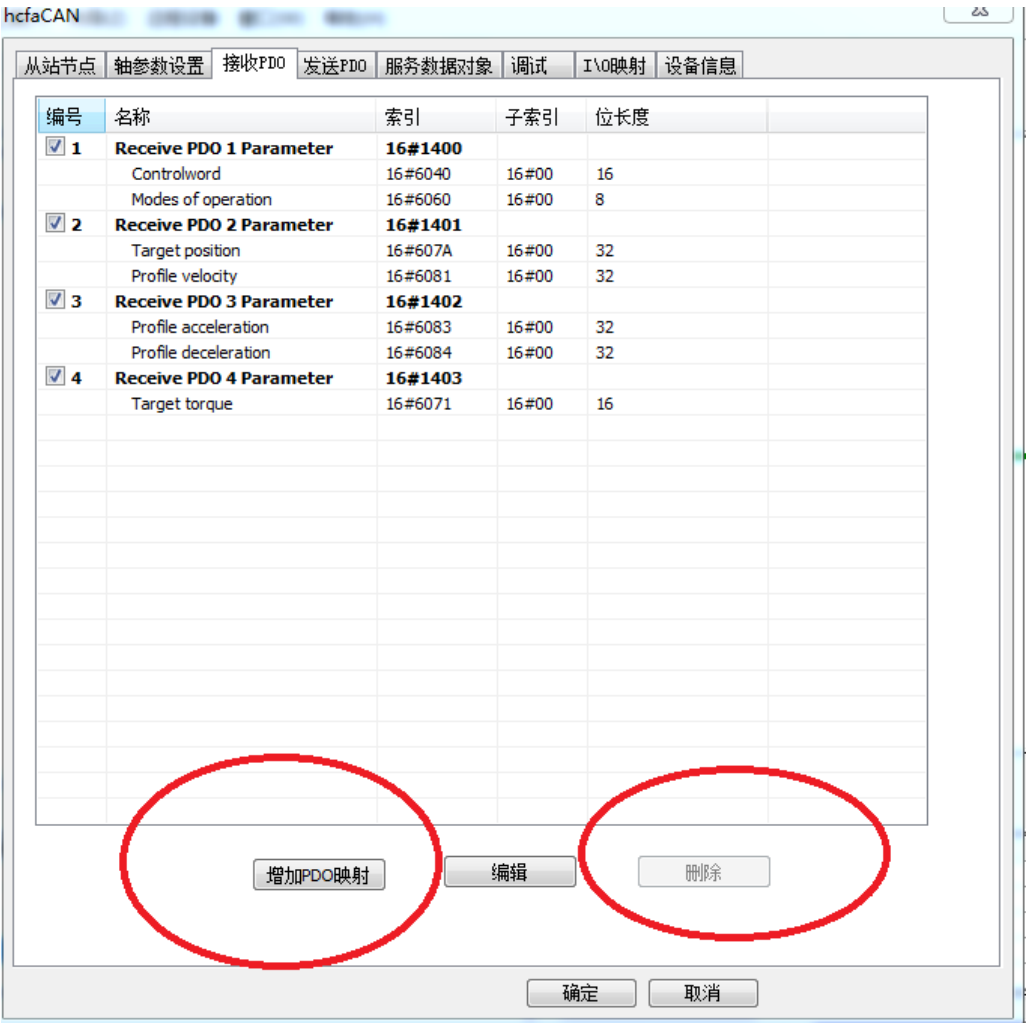 hcfaCAN
从站节点 轴参数设置 接收PDO 发送PDO 服务数据对象 调试 I\O映射 设备信息
编号 名称 索引 子索引 位长度
1 Receive PDO 1 Parameter 16#1400
Controlword 16#6040 16#00 16
Modes of operation 16#6060 16#00 8
2 Receive PDO 2 Parameter 16#1401
Target position 16#607A 16#00 32
Profile velocity 16#6081 16#00 32
3 Receive PDO 3 Parameter 16#1402
Profile acceleration 16#6083 16#00 32
Profile deceleration 16#6084 16#00 32
4 Receive PDO 4 Parameter 16#1403
Target torque 16#6071 16#00 16
增加PDO映射 编辑 删除
确定 取消